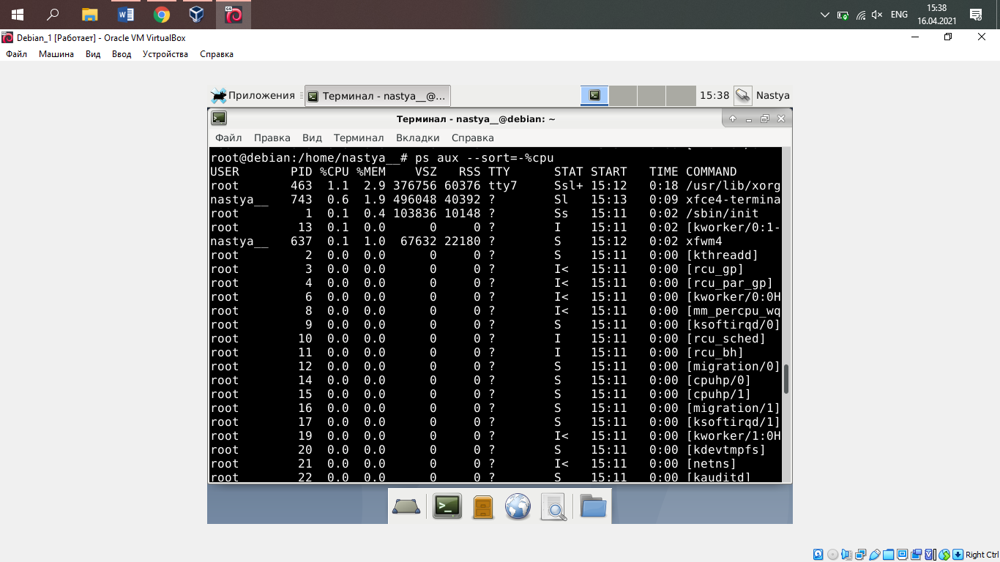 15:38
ENG
16.04.2021
Debian_1 [Работает] - Oracle VM VirtualBox
Файл Машина Вид Ввод Устройства Справка
Приложения Терминал - nastya__@... 15:38 Nastya
Терминал - nastya__@debian: ~
Файл Правка Вид Терминал Вкладки Справка
root@debian:/home/nastya__# ps aux --sort=-%cpu
USER PID %CPU %MEM VSZ RSS TTY STAT START TIME COMMAND
root 463 1.1 2.9 376756 60376 tty7 Ssl+ 15:12 0:18 /usr/lib/xorg
nastya__ 743 0.6 1.9 496048 40392 ? Sl 15:13 0:09 xfce4-termina
root 1 0.1 0.4 103836 10148 ? Ss 15:11 0:02 /sbin/init
root 13 0.1 0.0 0 0 ? I 15:11 0:02 [kworker/0:1-
nastya__ 637 0.1 1.0 67632 22180 ? S 15:12 0:02 xfwm4
root 2 0.0 0.0 0 0 ? S 15:11 0:00 [kthreadd]
root 3 0.0 0.0 0 0 ? I< 15:11 0:00 [rcu_gp]
root 4 0.0 0.0 0 0 ? I< 15:11 0:00 [rcu_par_gp]
root 6 0.0 0.0 0 0 ? I< 15:11 0:00 [kworker/0:0H
root 8 0.0 0.0 0 0 ? I< 15:11 0:00 [mm_percpu_wq
root 9 0.0 0.0 0 0 ? S 15:11 0:00 [ksoftirqd/0]
root 10 0.0 0.0 0 0 ? I 15:11 0:00 [rcu_sched]
root 11 0.0 0.0 0 0 ? I 15:11 0:00 [rcu_bh]
root 12 0.0 0.0 0 0 ? S 15:11 0:00 [migration/0]
root 14 0.0 0.0 0 0 ? S 15:11 0:00 [cpuhp/0]
root 15 0.0 0.0 0 0 ? S 15:11 0:00 [cpuhp/1]
root 16 0.0 0.0 0 0 ? S 15:11 0:00 [migration/1]
root 17 0.0 0.0 0 0 ? S 15:11 0:00 [ksoftirqd/1]
root 19 0.0 0.0 0 0 ? I< 15:11 0:00 [kworker/1:0H
root 20 0.0 0.0 0 0 ? S 15:11 0:00 [kdevtmpfs]
root 21 0.0 0.0 0 0 ? I< 15:11 0:00 [netns]
root 22 0.0 0.0 0 0 ? S 15:11 0:00 [kauditd]
Right Ctrl